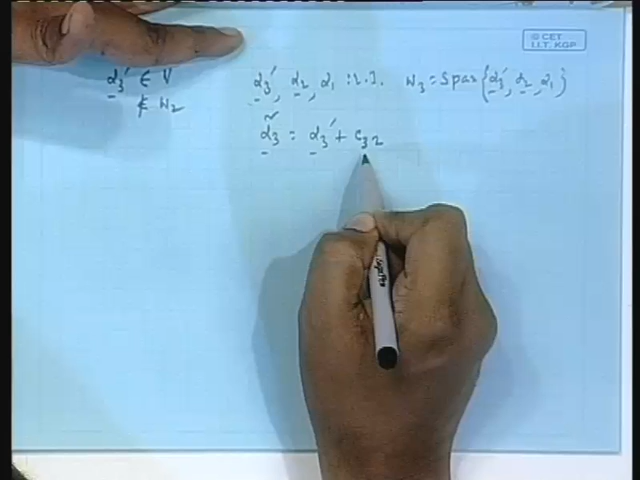 © CET
I.I.T. KGP
α₃' ∈ V α₃', α₂, α₁ : l.I. W₃ = Span {α₃', α₂, α₁}
∉ W₂
α̃₃ = α₃' + c₃₂